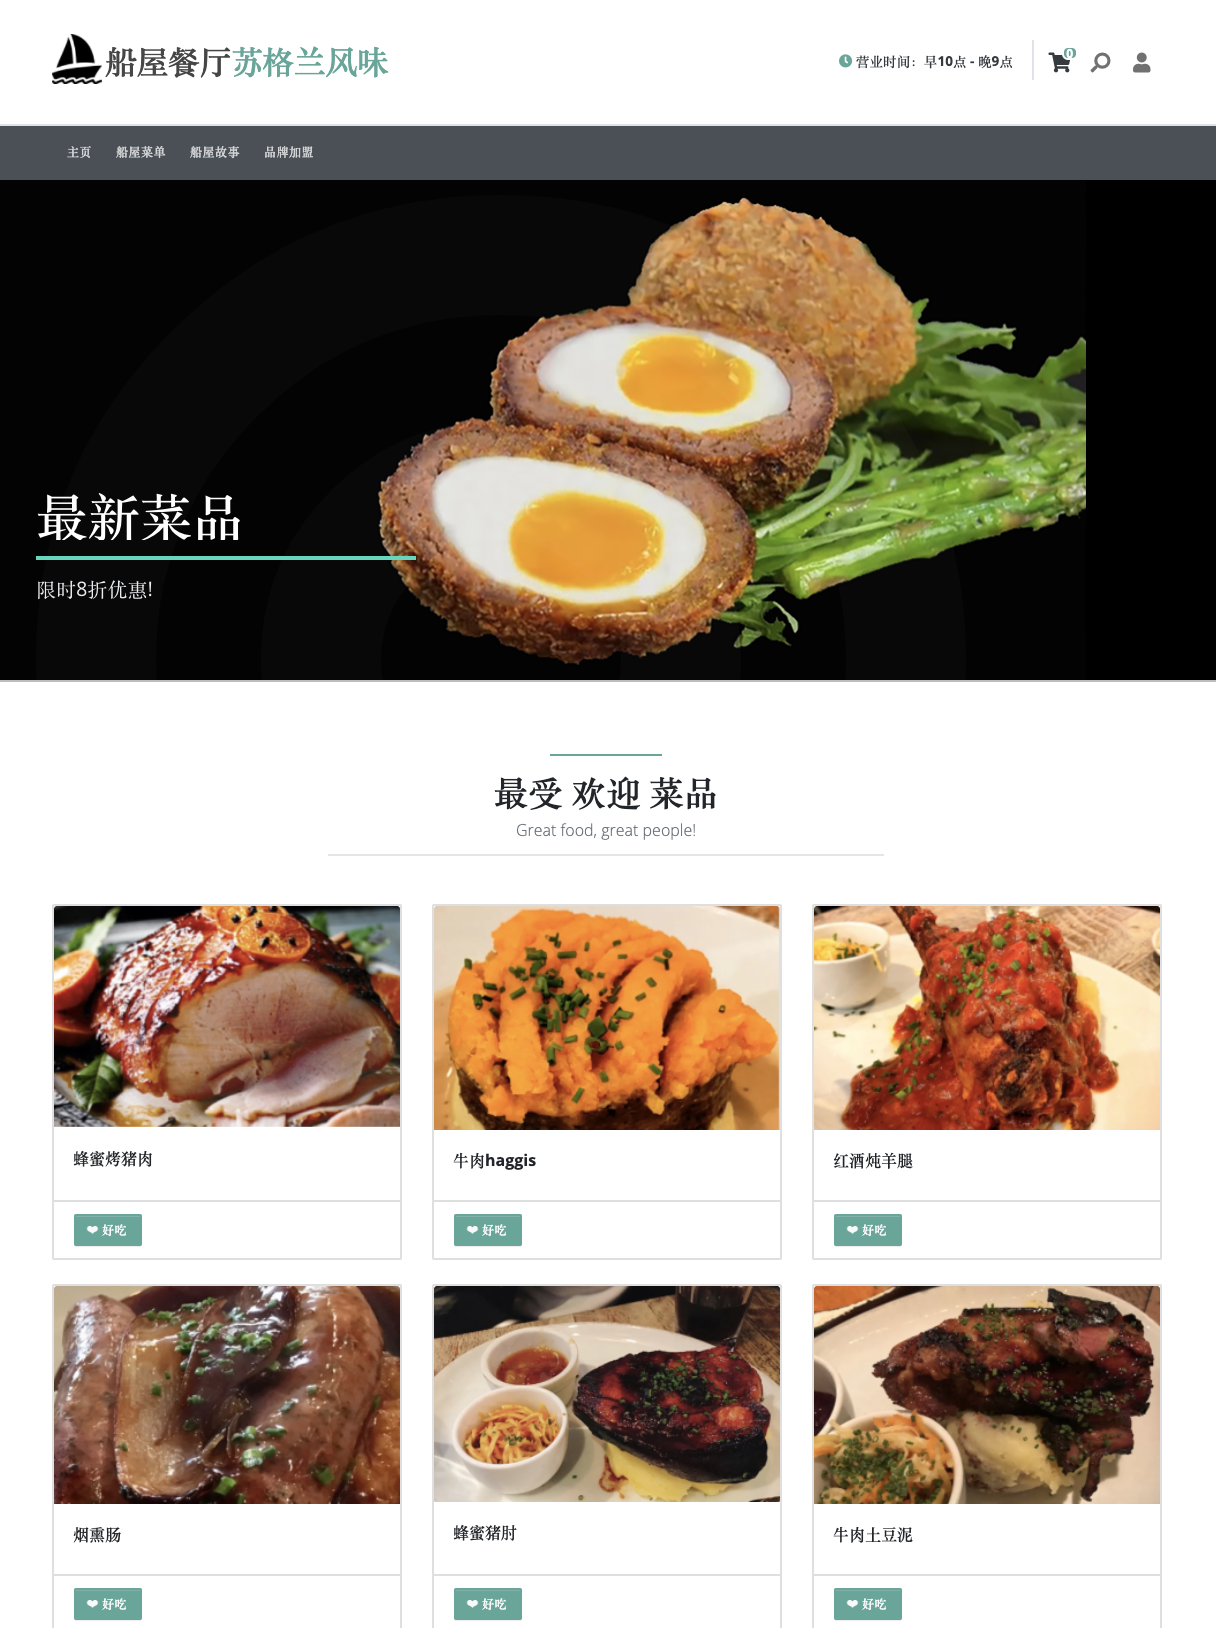 船屋餐厅苏格兰风味
营业时间：早10点 - 晚9点
0
主页 船屋菜单 船屋故事 品牌加盟
最新菜品
限时8折优惠!
最受 欢迎 菜品
Great food, great people!
蜂蜜烤猪肉
牛肉haggis
红酒炖羊腿
好吃
好吃
好吃
烟熏肠
蜂蜜猪肘
牛肉土豆泥
好吃
好吃
好吃